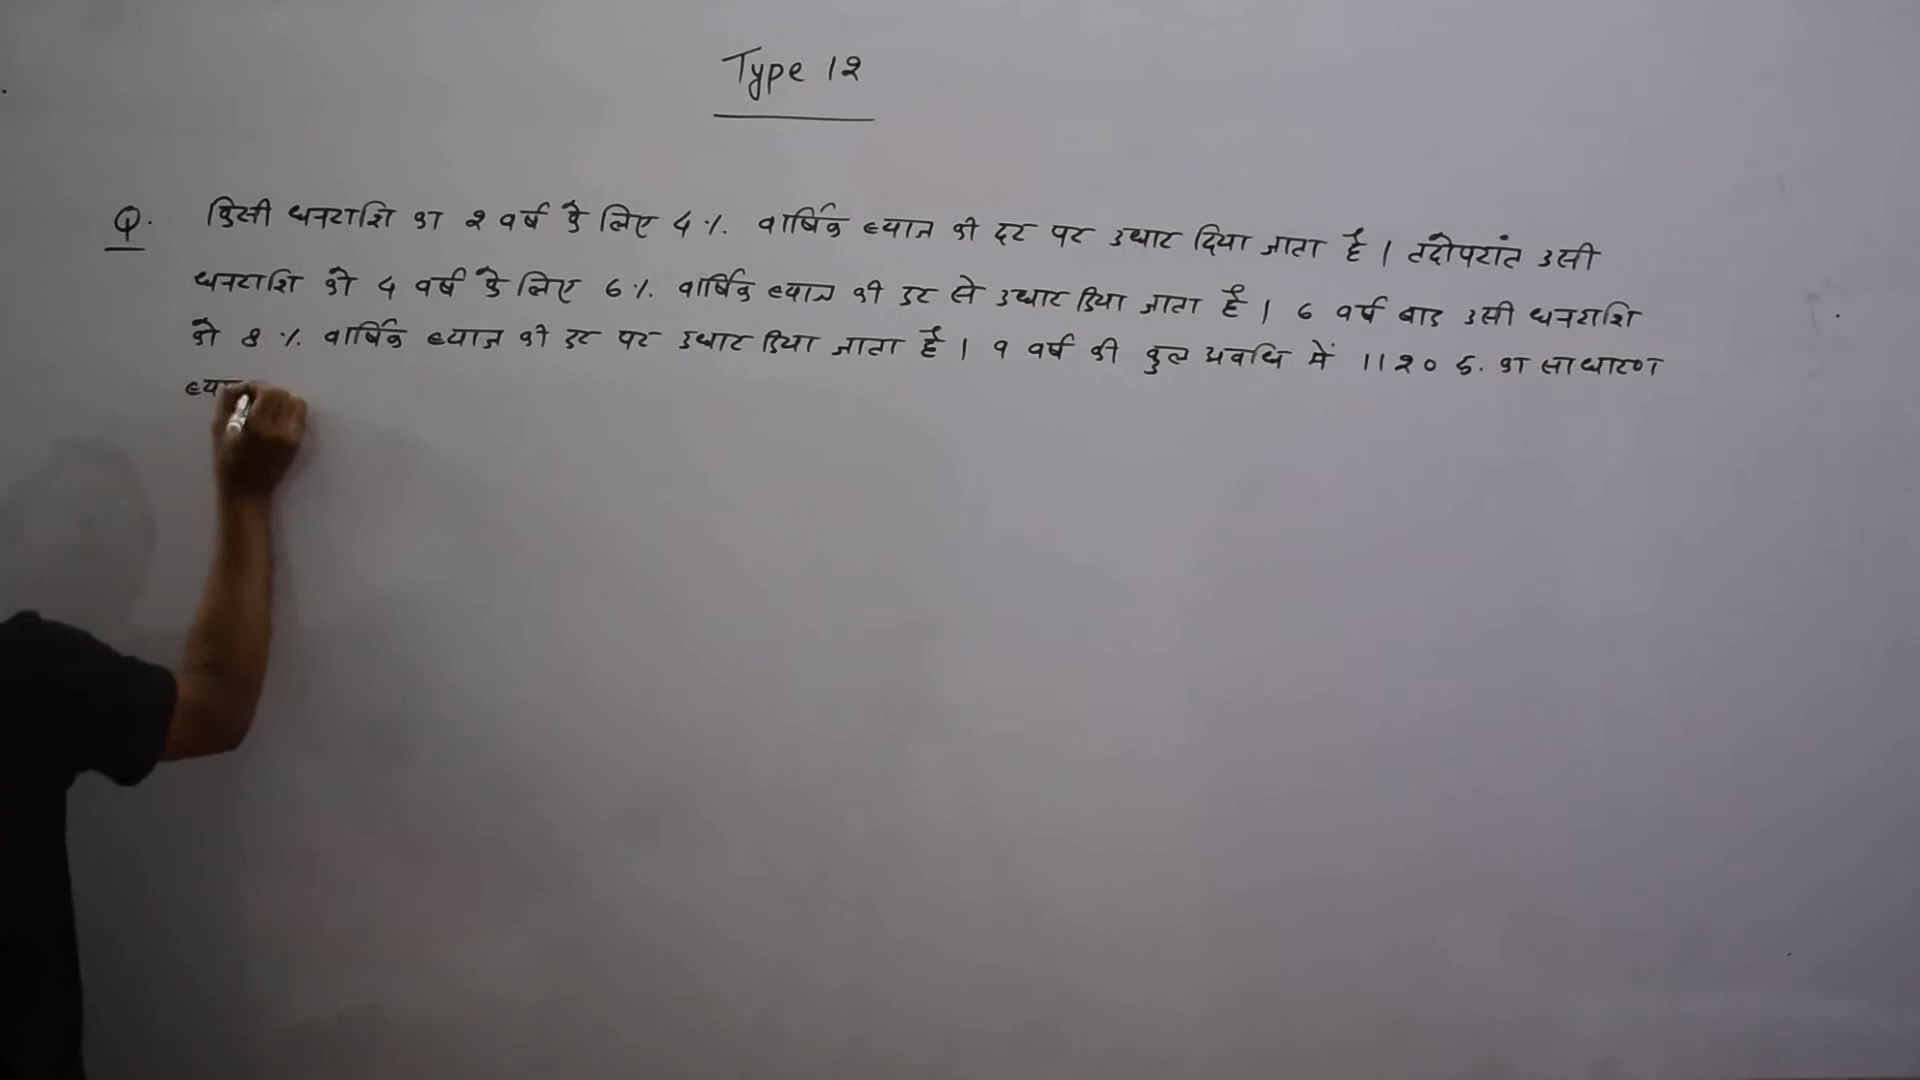 Type 12
Q. किसी धनराशि का 2 वर्ष के लिए 4 %. वार्षिक ब्याज की दर पर उधार दिया जाता है । तदोपरांत उसी
धनराशि को 4 वर्ष के लिए 6 %. वार्षिक ब्याज की दर से उधार दिया जाता है । 6 वर्ष बाद उसी धनराशि
को 8 %. वार्षिक ब्याज की दर पर उधार दिया जाता है । 9 वर्ष की कुल अवधि में 1120 रु. का साधारण